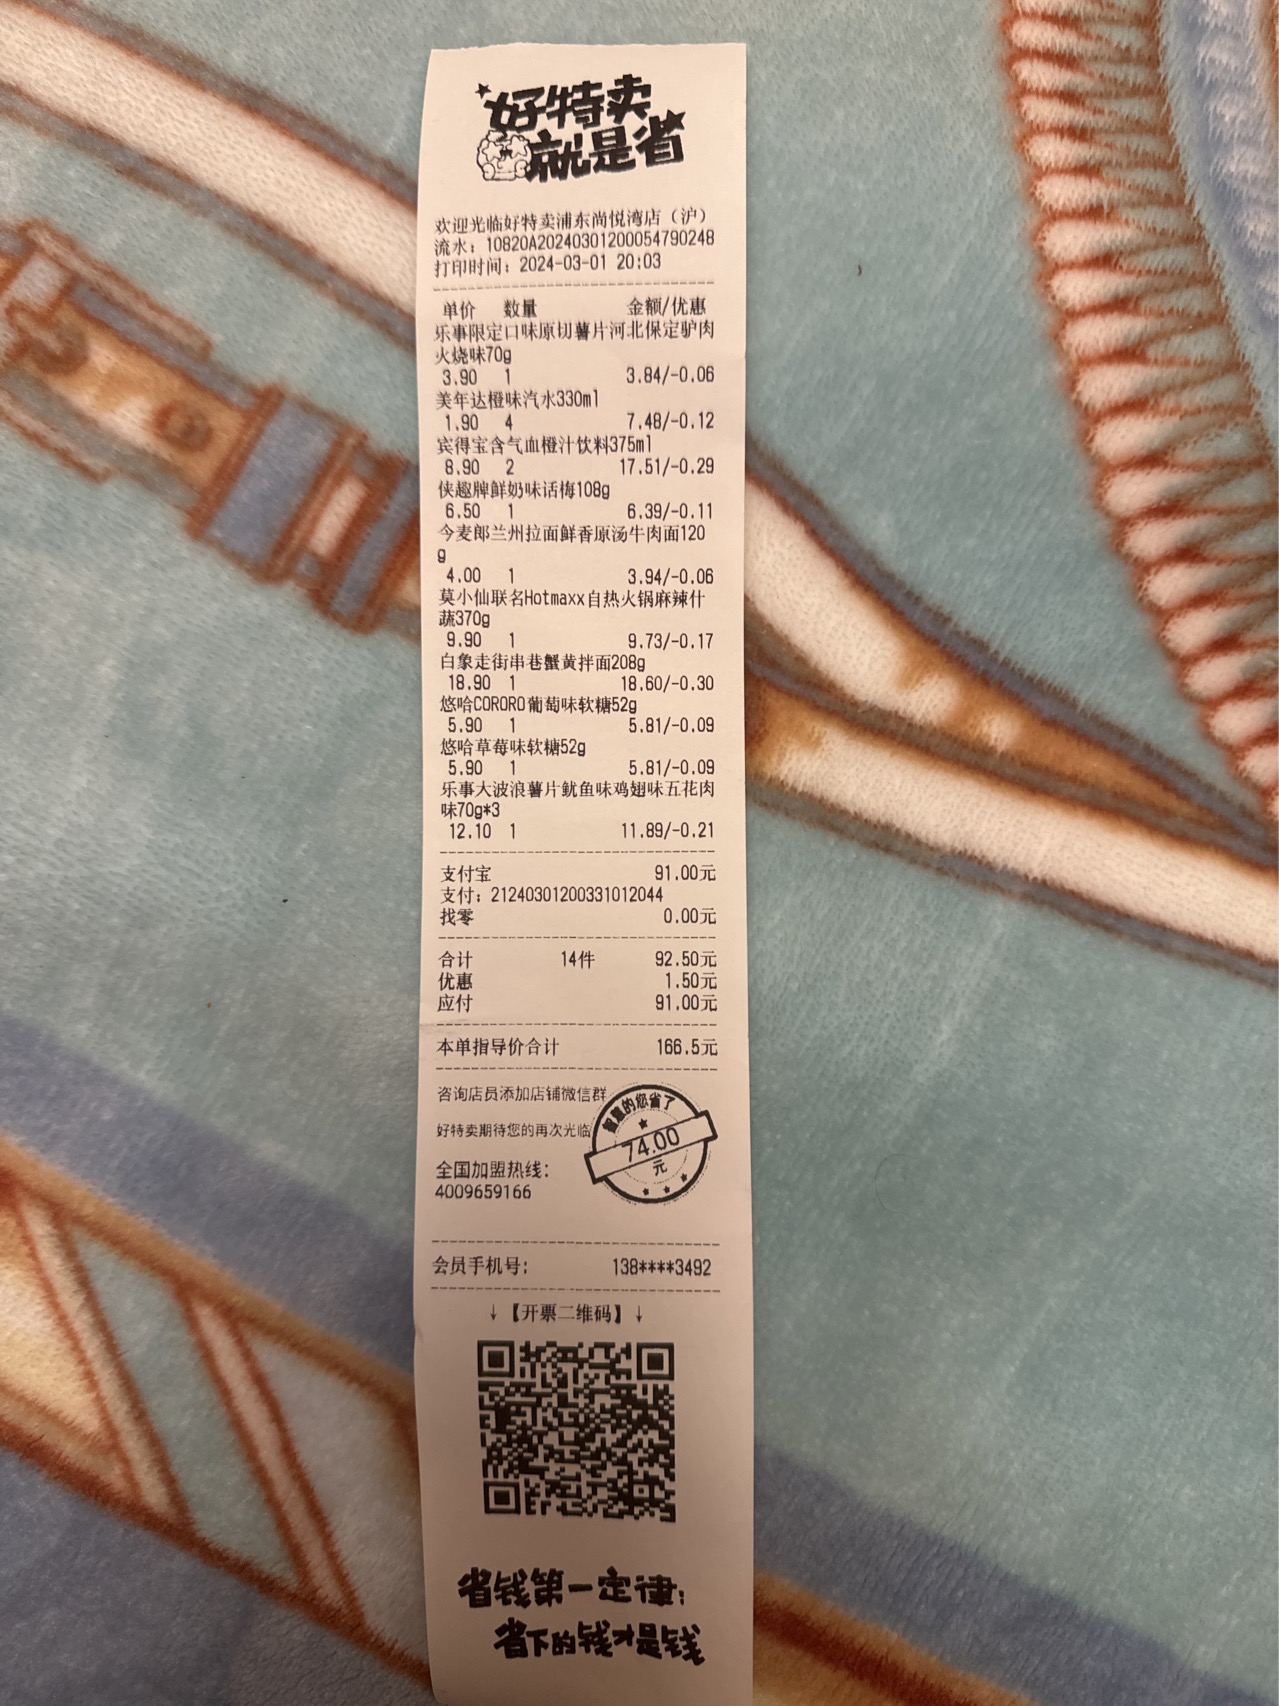 好特卖
就是省
欢迎光临好特卖浦东尚悦湾店（沪）
流水：10820A20240301200054790248
打印时间：2024-03-01 20:03
单价 数量 金额/优惠
乐事限定口味原切薯片河北保定驴肉
火烧味70g
3.90 1 3.84/-0.06
美年达橙味汽水330ml
1.90 4 7.48/-0.12
宾得宝含气血橙汁饮料375ml
8.90 2 17.51/-0.29
侠趣牌鲜奶味话梅108g
6.50 1 6.39/-0.11
今麦郎兰州拉面鲜香原汤牛肉面120
g
4.00 1 3.94/-0.06
莫小仙联名Hotmaxx自热火锅麻辣什
蔬370g
9.90 1 9.73/-0.17
白象走街串巷蟹黄拌面208g
18.90 1 18.60/-0.30
悠哈CORORO葡萄味软糖52g
5.90 1 5.81/-0.09
悠哈草莓味软糖52g
5.90 1 5.81/-0.09
乐事大波浪薯片鱿鱼味鸡翅味五花肉
味70g*3
12.10 1 11.89/-0.21
支付宝 91.00元
支付：21240301200331012044
找零 0.00元
合计 14件 92.50元
优惠 1.50元
应付 91.00元
本单指导价合计 166.5元
咨询店员添加店铺微信群
智慧的您省了
74.00
元
好特卖期待您的再次光临
全国加盟热线：
4009659166
会员手机号： 138****3492
↓【开票二维码】↓
省钱第一定律：
省下的钱才是钱